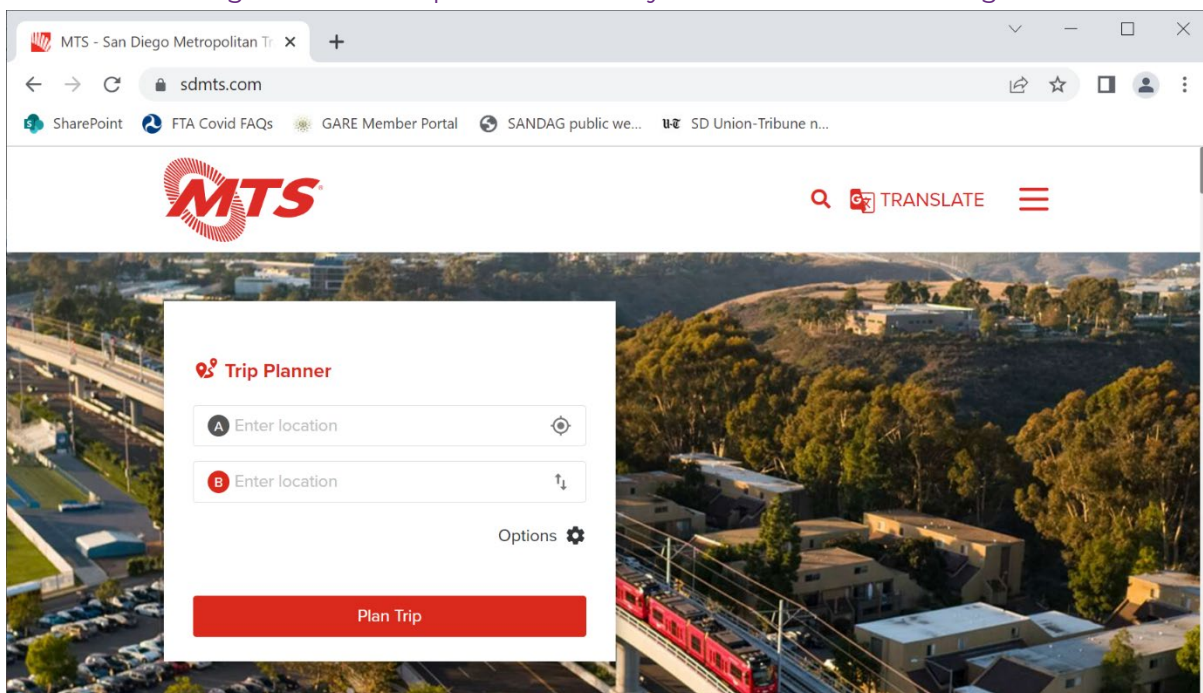 MTS - San Diego Metropolitan Tr
sdmts.com
SharePoint FTA Covid FAQs GARE Member Portal SANDAG public we... U-T SD Union-Tribune n...
MTS
TRANSLATE
Trip Planner
A Enter location
B Enter location
Options
Plan Trip